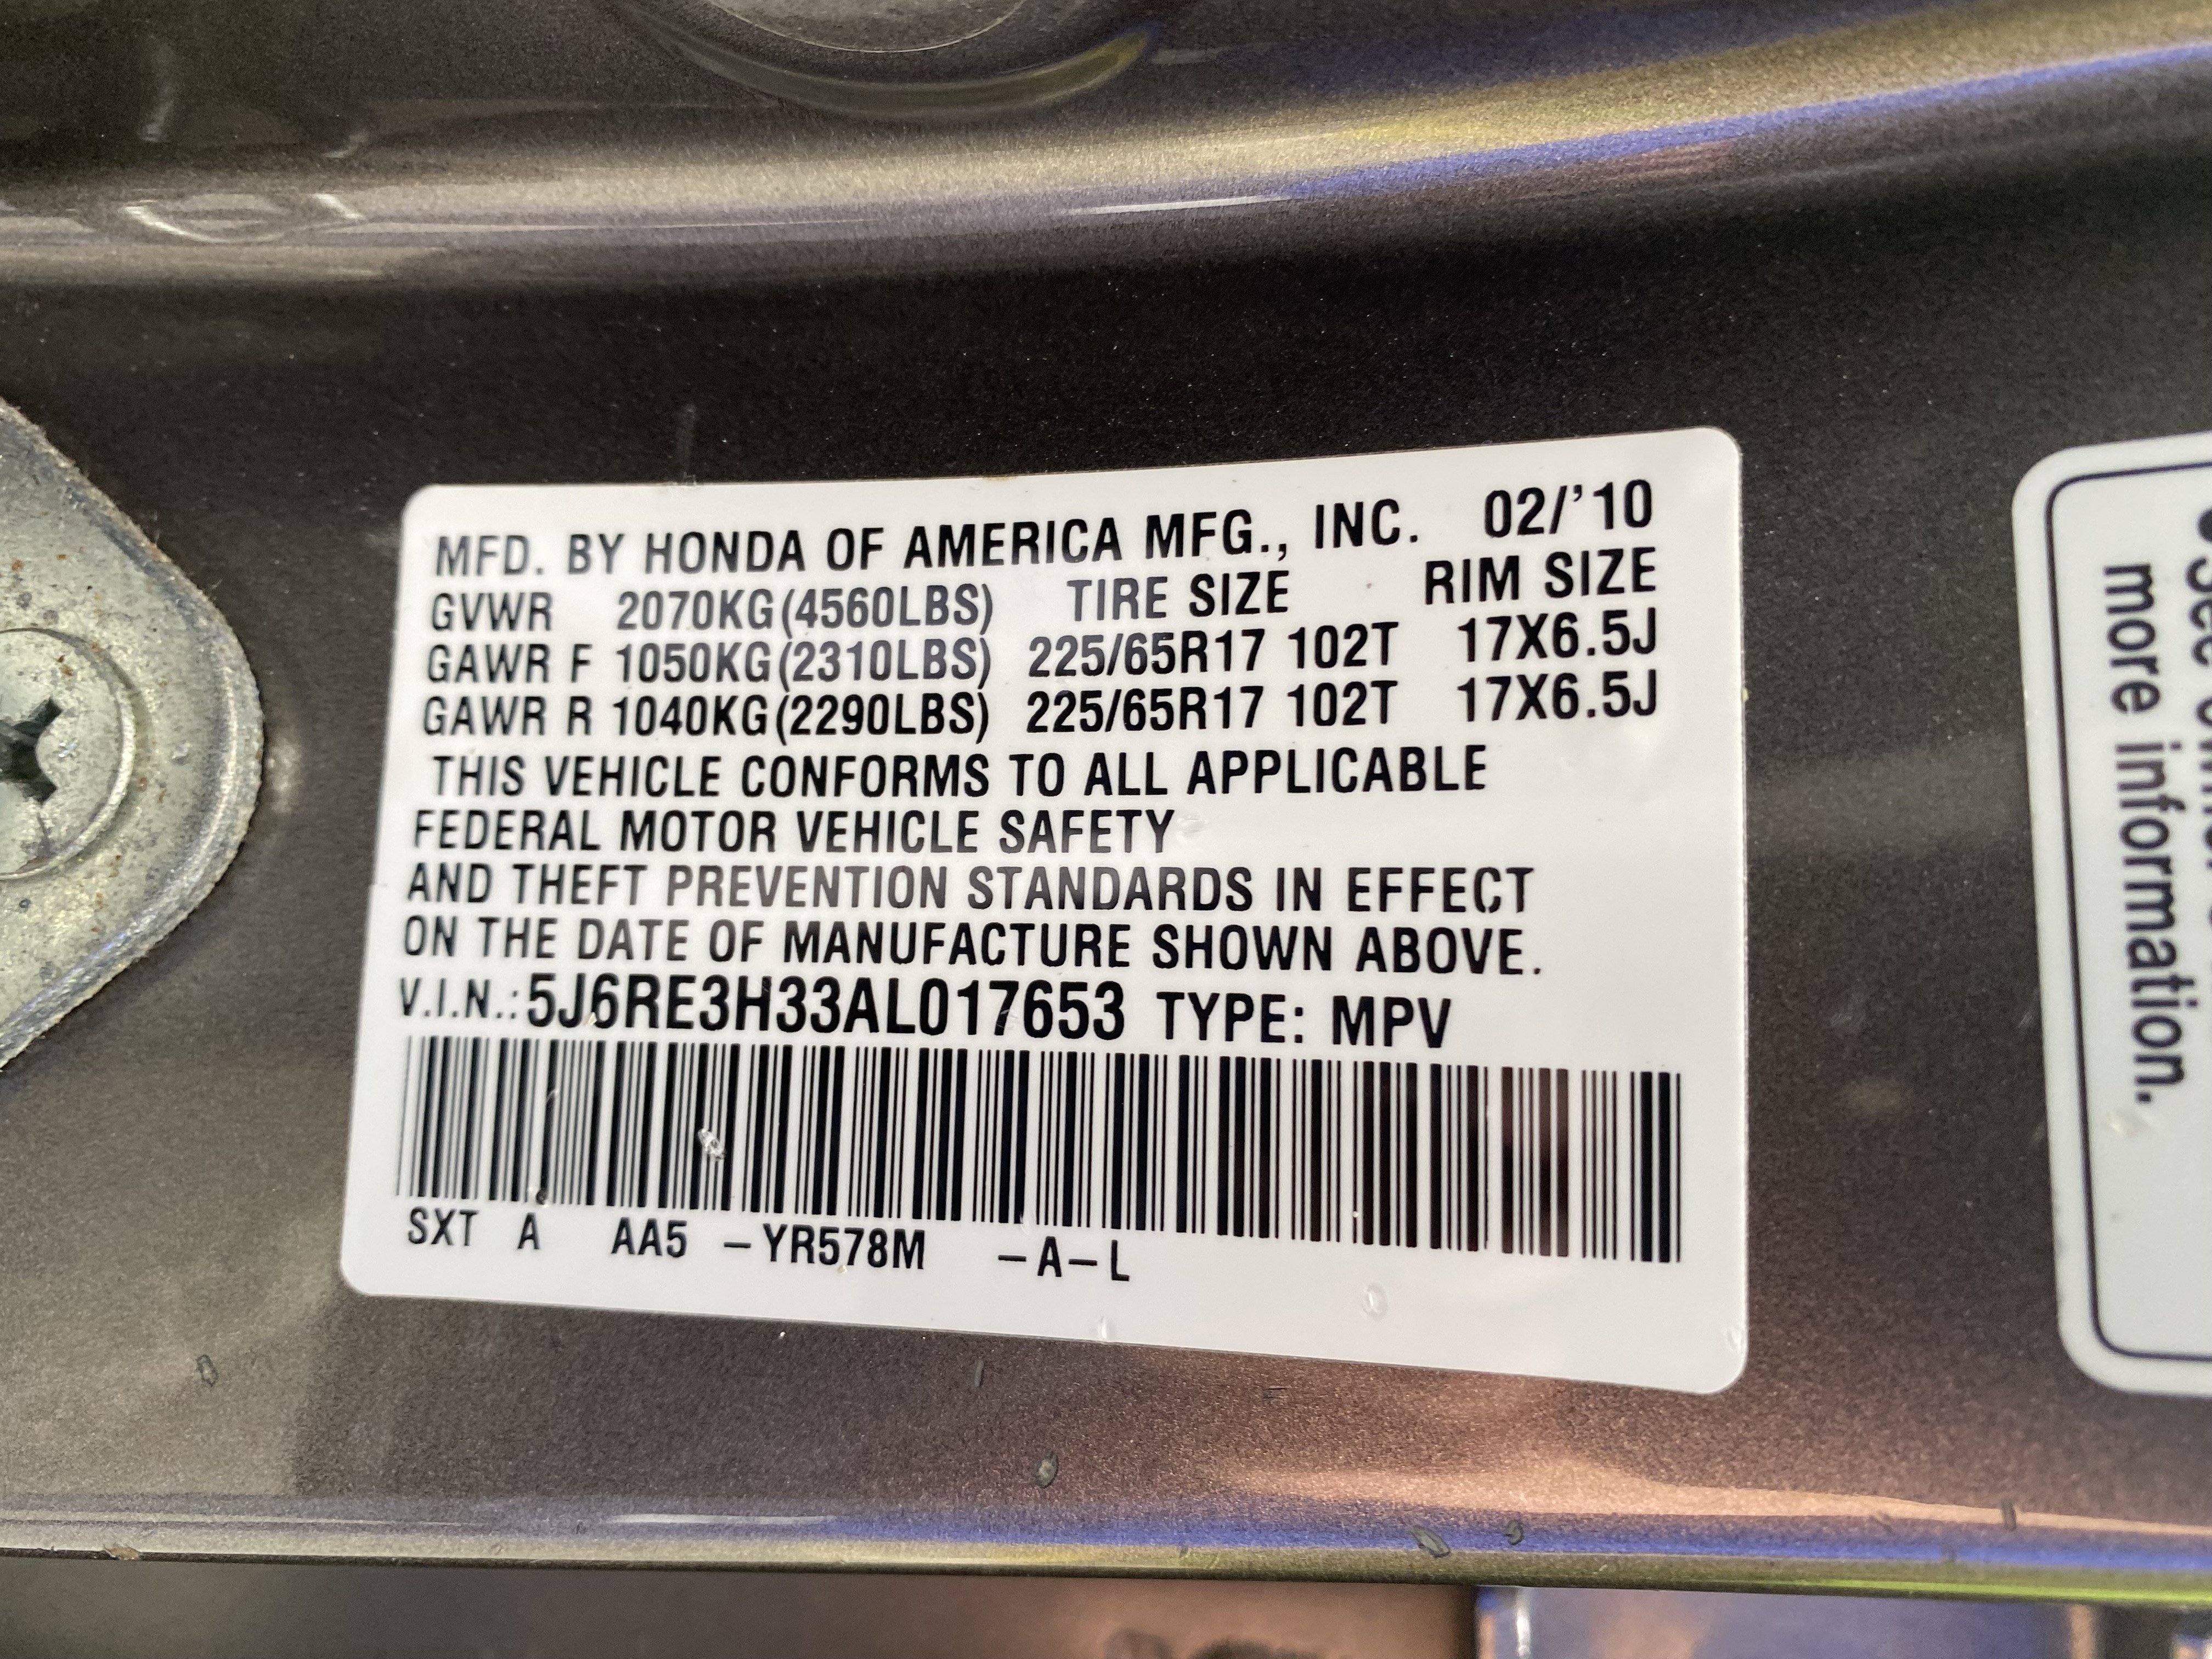 MFD. BY HONDA OF AMERICA MFG., INC. 02/'10
GVWR 2070KG(4560LBS) TIRE SIZE RIM SIZE
GAWR F 1050KG(2310LBS) 225/65R17 102T 17X6.5J
GAWR R 1040KG(2290LBS) 225/65R17 102T 17X6.5J
THIS VEHICLE CONFORMS TO ALL APPLICABLE
FEDERAL MOTOR VEHICLE SAFETY
AND THEFT PREVENTION STANDARDS IN EFFECT
ON THE DATE OF MANUFACTURE SHOWN ABOVE.
V.I.N.: 5J6RE3H33AL017653 TYPE: MPV
SXT A AA5 –YR578M –A–L
more information.